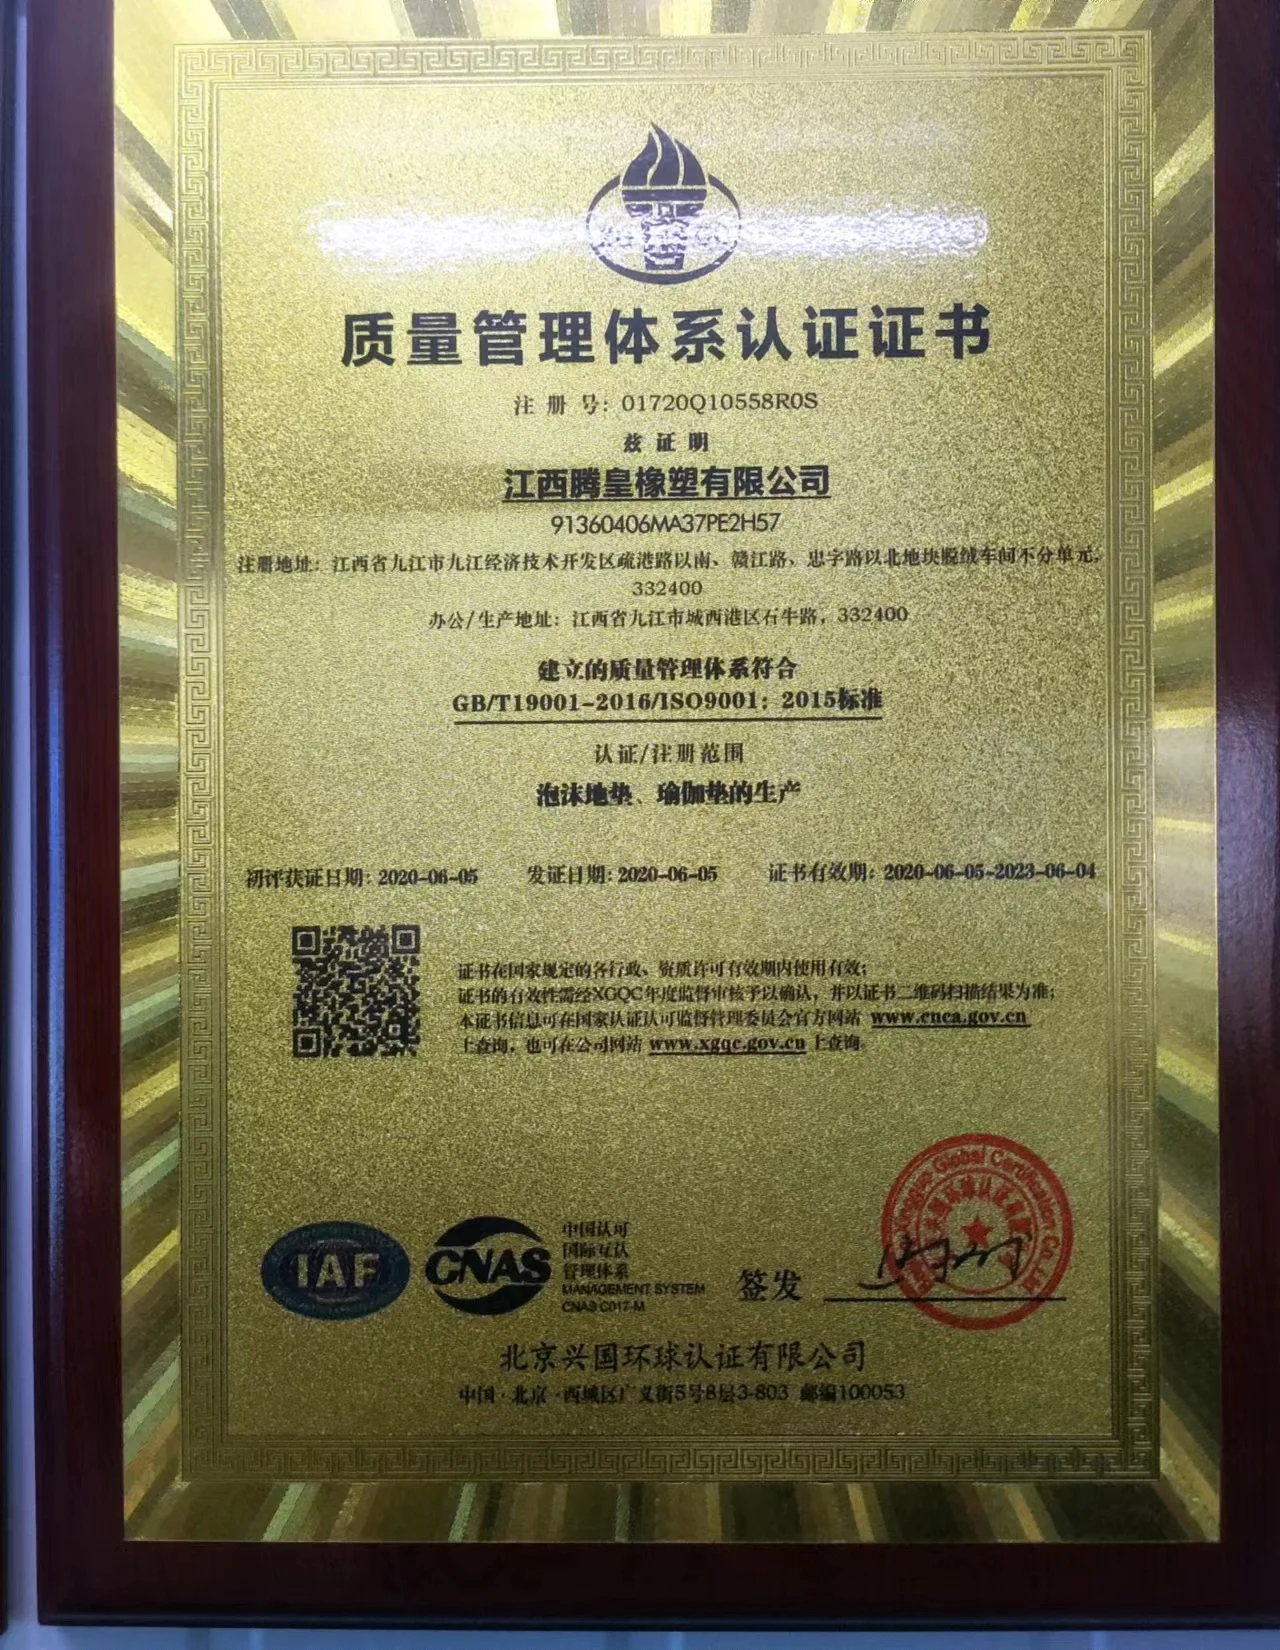 质量管理体系认证证书
注 册 号: 01720Q10558R0S
兹 证 明
江西腾皇橡塑有限公司
91360406MA37PE2H57
注册地址: 江西省九江市九江经济技术开发区疏港路以南、赣江路、忠字路以北地块脱绒车间不分单元,
332400
办公/生产地址: 江西省九江市城西港区石牛路, 332400
建立的质量管理体系符合
GB/T19001-2016/ISO9001: 2015标准
认证/注册范围
泡沫地垫、瑜伽垫的生产
初评获证日期: 2020-06-05 发证日期: 2020-06-05 证书有效期: 2020-06-05-2023-06-04
证书在国家规定的各行政、资质许可有效期内使用有效;
证书的有效性需经XGQC年度监督审核予以确认, 并以证书二维码扫描结果为准;
本证书信息可在国家认证认可监督管理委员会官方网站 www.cnca.gov.cn
上查询, 也可在公司网站 www.xgqc.gov.cn 上查询。
IAF
CNAS
中国认可
国际互认
管理体系
MANAGEMENT SYSTEM
CNAS C017-M
签发
Global Certification Co.,Ltd
北京兴国环球认证有限公司
中国·北京·西城区广义街5号8层3-803 邮编100053